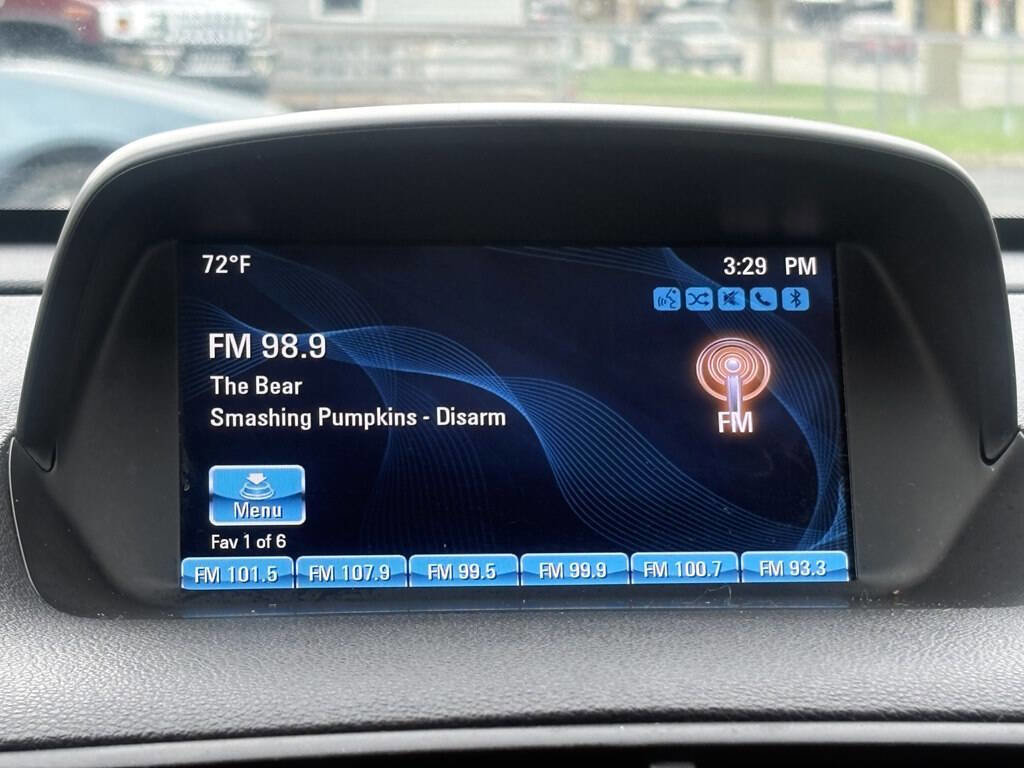 72°F
3:29 PM
FM 98.9
The Bear
Smashing Pumpkins - Disarm
FM
Menu
Fav 1 of 6
FM 101.5 FM 107.9 FM 99.5 FM 99.9 FM 100.7 FM 93.3